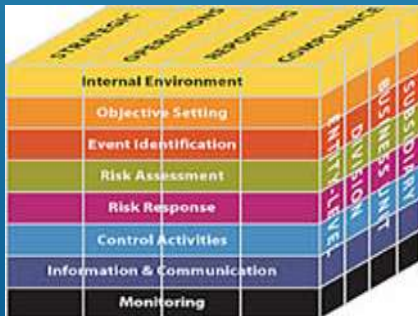 STRATEGIC
OPERATIONS
REPORTING
COMPLIANCE
Internal Environment
Objective Setting
Event Identification
Risk Assessment
Risk Response
Control Activities
Information & Communication
Monitoring
ENTITY-LEVEL
DIVISION
BUSINESS UNIT
SUBSIDIARY